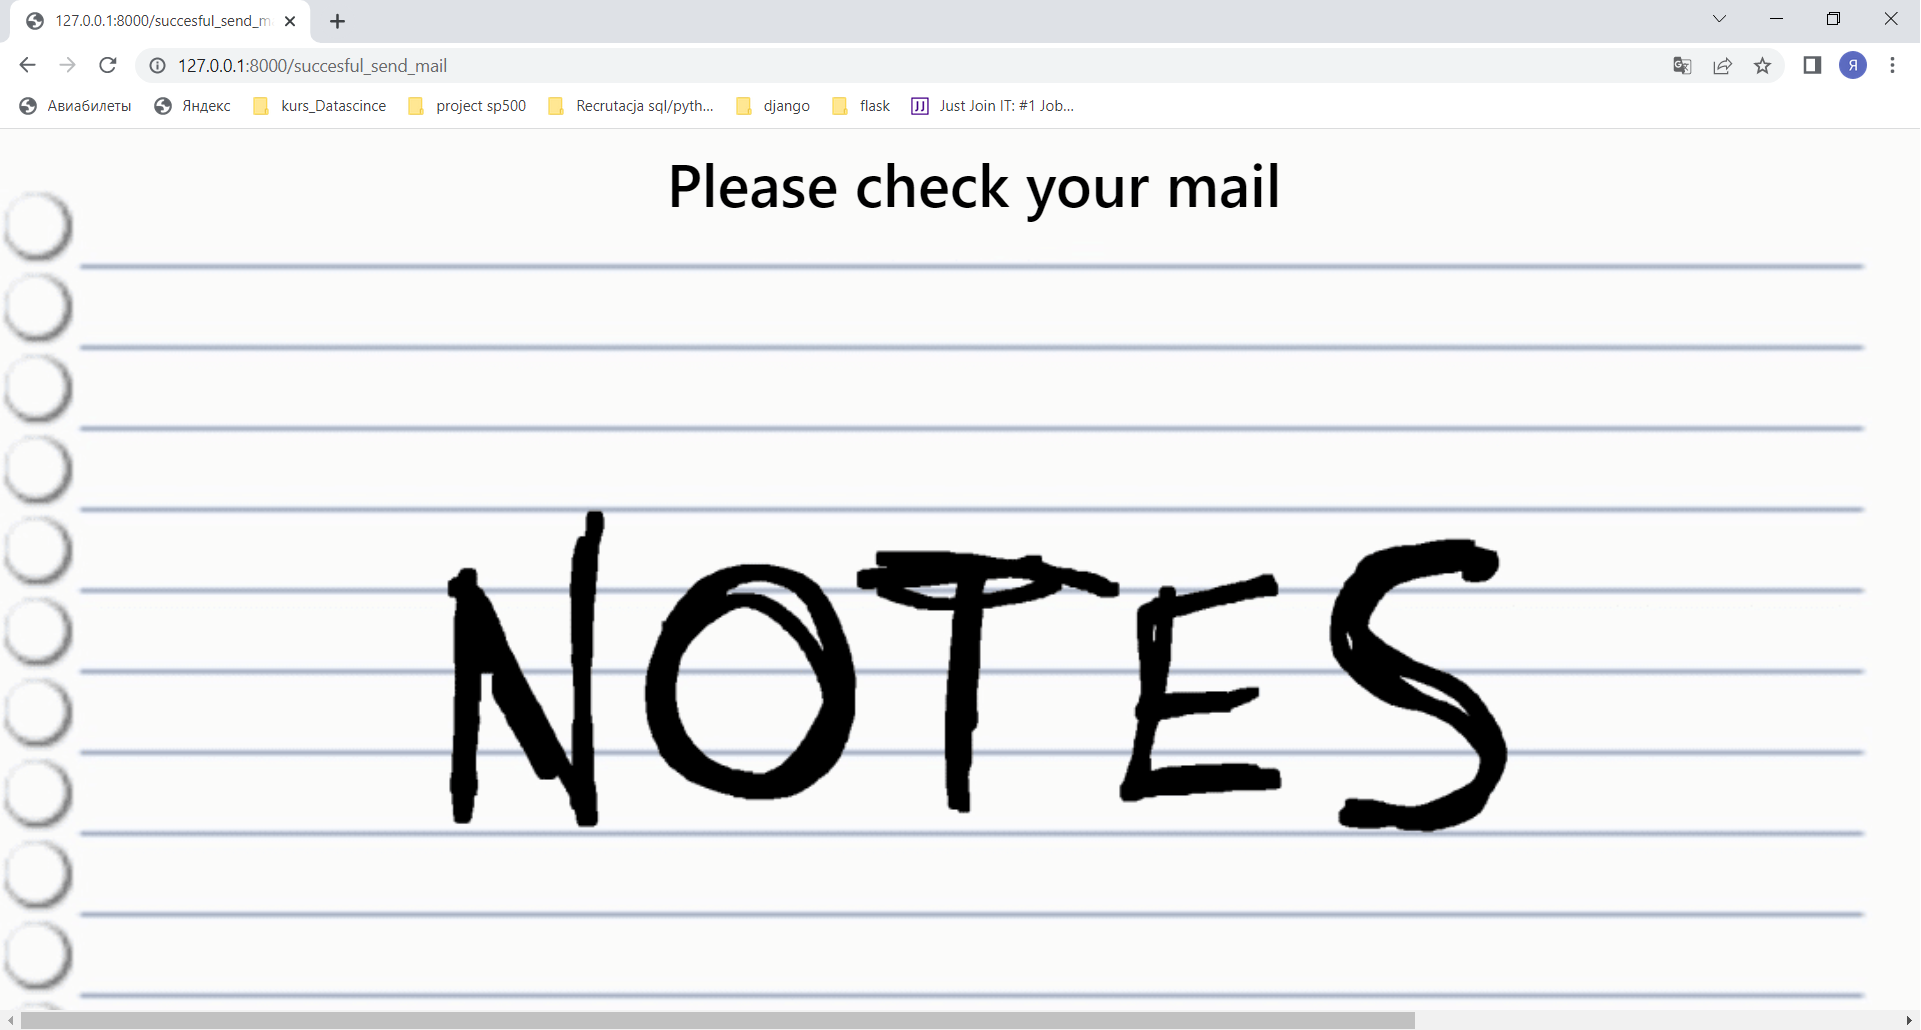 127.0.0.1:8000/succesful_send_m
127.0.0.1:8000/succesful_send_mail
Я
Авиабилеты
Яндекс
kurs_Datascince
project sp500
Recrutacja sql/pyth...
django
flask
JJ
Just Join IT: #1 Job...
Please check your mail
NOTES